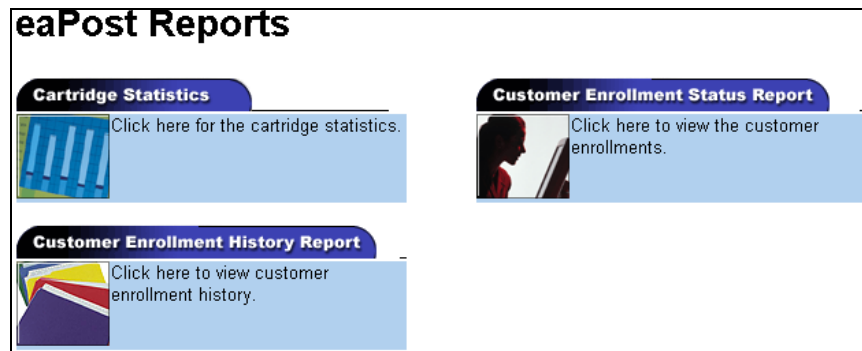 eaPost Reports
Cartridge Statistics
Click here for the cartridge statistics.
Customer Enrollment Status Report
Click here to view the customer
enrollments.
Customer Enrollment History Report
Click here to view customer
enrollment history.